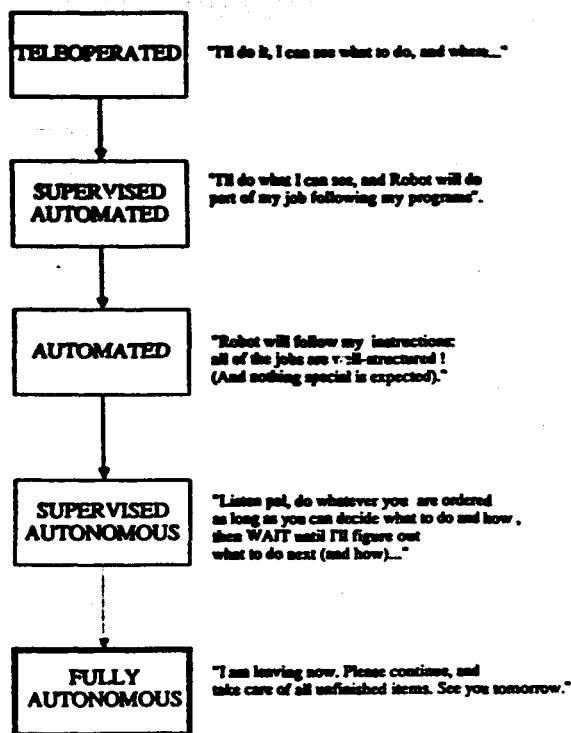 TELEOPERATED
"I'll do it, I can see what to do, and where..."
SUPERVISED
AUTOMATED
"I'll do what I can see, and Robot will do
part of my job following my programs".
AUTOMATED
"Robot will follow my instructions:
all of the jobs are well-structured !
(And nothing special is expected)."
SUPERVISED
AUTONOMOUS
"Listen pal, do whatever you are ordered
as long as you can decide what to do and how ,
then WAIT until I'll figure out
what to do next (and how)..."
FULLY
AUTONOMOUS
"I am leaving now. Please continue, and
take care of all unfinished items. See you tomorrow."